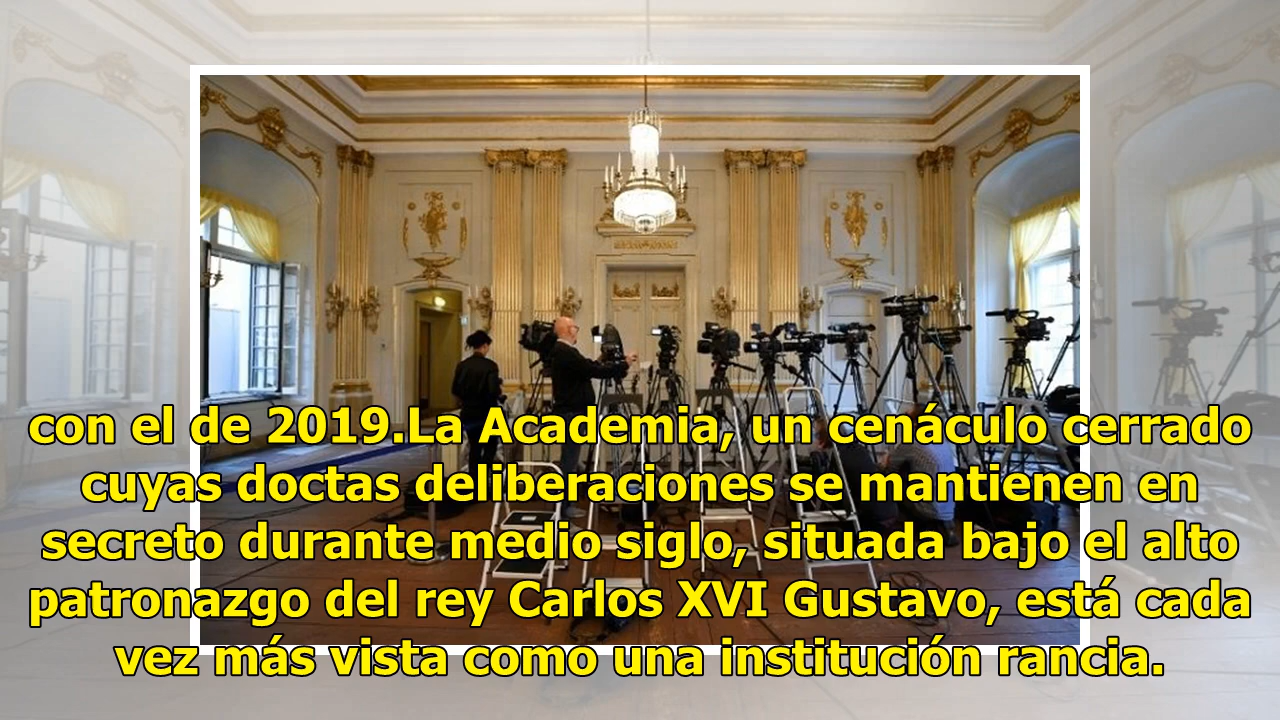 con el de 2019.La Academia, un cenáculo cerrado
cuyas doctas deliberaciones se mantienen en
secreto durante medio siglo, situada bajo el alto
patronazgo del rey Carlos XVI Gustavo, está cada
vez más vista como una institución rancia.